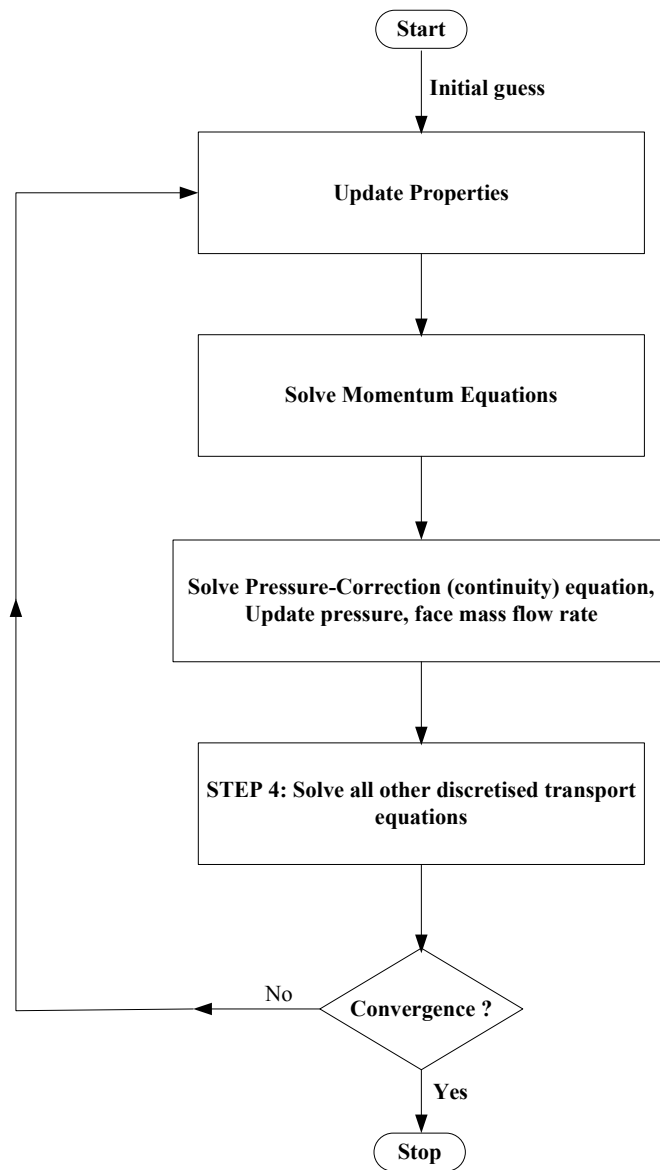 Start
Initial guess
Update Properties
Solve Momentum Equations
Solve Pressure-Correction (continuity) equation,
Update pressure, face mass flow rate
STEP 4: Solve all other discretised transport
equations
No
Convergence ?
Yes
Stop